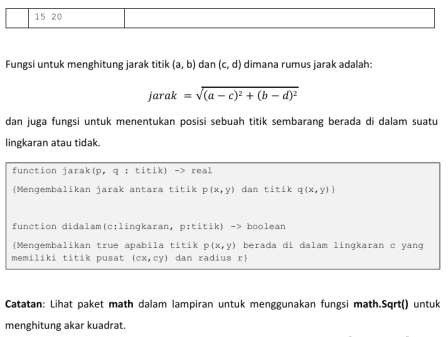 15 20
Fungsi untuk menghitung jarak titik (a, b) dan (c, d) dimana rumus jarak adalah:
jarak = √(a − c)² + (b − d)²
dan juga fungsi untuk menentukan posisi sebuah titik sembarang berada di dalam suatu
lingkaran atau tidak.
function jarak(p, q : titik) -> real
{Mengembalikan jarak antara titik p(x,y) dan titik q(x,y)}
function didalam(c:lingkaran, p:titik) -> boolean
{Mengembalikan true apabila titik p(x,y) berada di dalam lingkaran c yang
memiliki titik pusat (cx,cy) dan radius r}
Catatan: Lihat paket math dalam lampiran untuk menggunakan fungsi math.Sqrt() untuk
menghitung akar kuadrat.